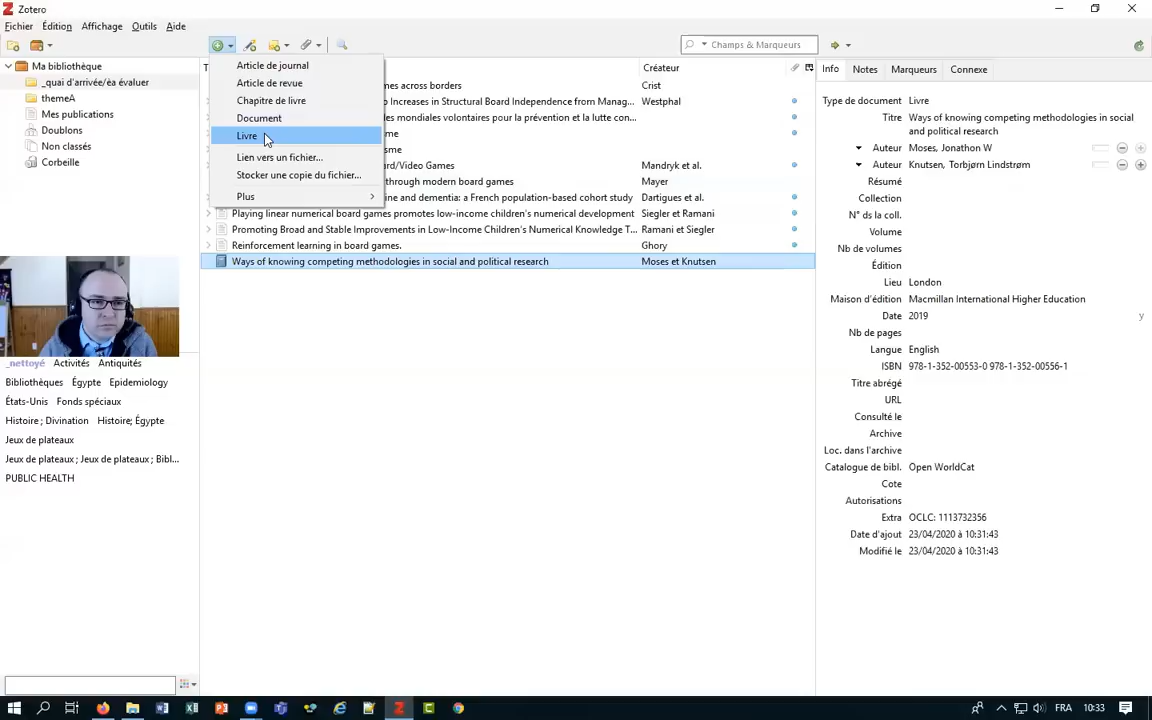 Zotero
Fichier Édition Affichage Outils Aide
Champs & Marqueurs
Ma bibliothèque
_quai d'arrivée/èa évaluer
themeA
Mes publications
Doublons
Non classés
Corbeille
_nettoyé Activités Antiquités
Bibliothèques Égypte Epidemiology
États-Unis Fonds spéciaux
Histoire ; Divination Histoire; Égypte
Jeux de plateaux
Jeux de plateaux ; Jeux de plateaux ; Bibl...
PUBLIC HEALTH
Article de journal
Article de revue
Chapitre de livre
Document
Livre
Lien vers un fichier...
Stocker une copie du fichier...
Plus
T
Créateur
mes across borders Crist
o Increases in Structural Board Independence from Manag... Westphal
des mondiales volontaires pour la prévention et la lutte con...
me
sme
rd/Video Games Mandryk et al.
through modern board games Mayer
ine and dementia: a French population-based cohort study Dartigues et al.
Playing linear numerical board games promotes low-income children's numerical development Siegler et Ramani
Promoting Broad and Stable Improvements in Low-Income Children's Numerical Knowledge T... Ramani et Siegler
Reinforcement learning in board games. Ghory
Ways of knowing competing methodologies in social and political research Moses et Knutsen
Info Notes Marqueurs Connexe
Type de document Livre
Titre Ways of knowing competing methodologies in social
and political research
Auteur Moses, Jonathon W
Auteur Knutsen, Torbjørn Lindstrøm
Résumé
Collection
N° ds la coll.
Volume
Nb de volumes
Édition
Lieu London
Maison d'édition Macmillan International Higher Education
Date 2019 y
Nb de pages
Langue English
ISBN 978-1-352-00553-0 978-1-352-00556-1
Titre abrégé
URL
Consulté le
Archive
Loc. dans l'archive
Catalogue de bibl. Open WorldCat
Cote
Autorisations
Extra OCLC: 1113732356
Date d'ajout 23/04/2020 à 10:31:43
Modifié le 23/04/2020 à 10:31:43
FRA 10:33